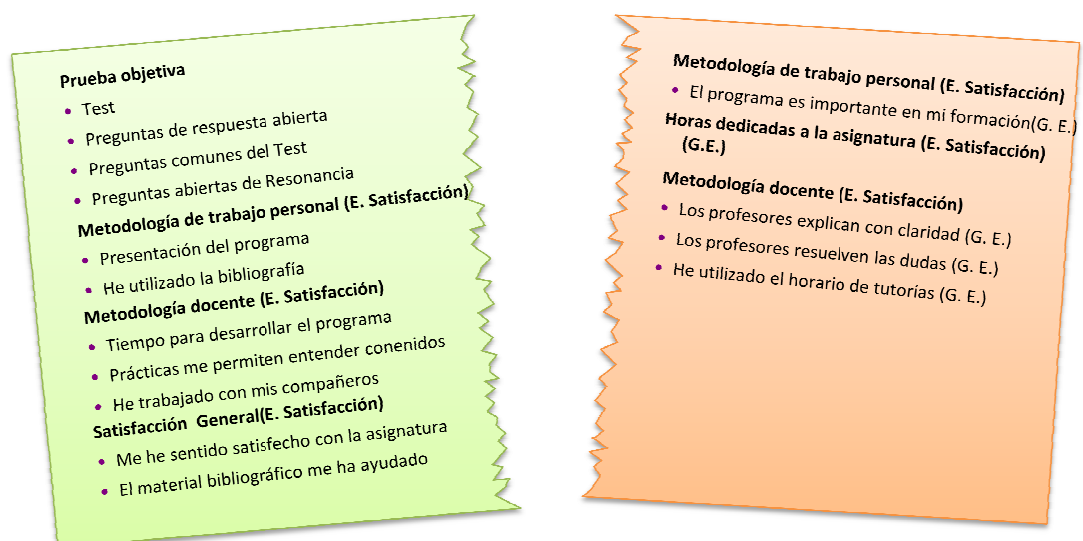 Prueba objetiva
• Test
• Preguntas de respuesta abierta
• Preguntas comunes del Test
• Preguntas abiertas de Resonancia
Metodología de trabajo personal (E. Satisfacción)
• Presentación del programa
• He utilizado la bibliografía
Metodología docente (E. Satisfacción)
• Tiempo para desarrollar el programa
• Prácticas me permiten entender conenidos
• He trabajado con mis compañeros
Satisfacción General(E. Satisfacción)
• Me he sentido satisfecho con la asignatura
• El material bibliográfico me ha ayudado
Metodología de trabajo personal (E. Satisfacción)
• El programa es importante en mi formación(G. E.)
Horas dedicadas a la asignatura (E. Satisfacción)
(G.E.)
Metodología docente (E. Satisfacción)
• Los profesores explican con claridad (G. E.)
• Los profesores resuelven las dudas (G. E.)
• He utilizado el horario de tutorías (G. E.)